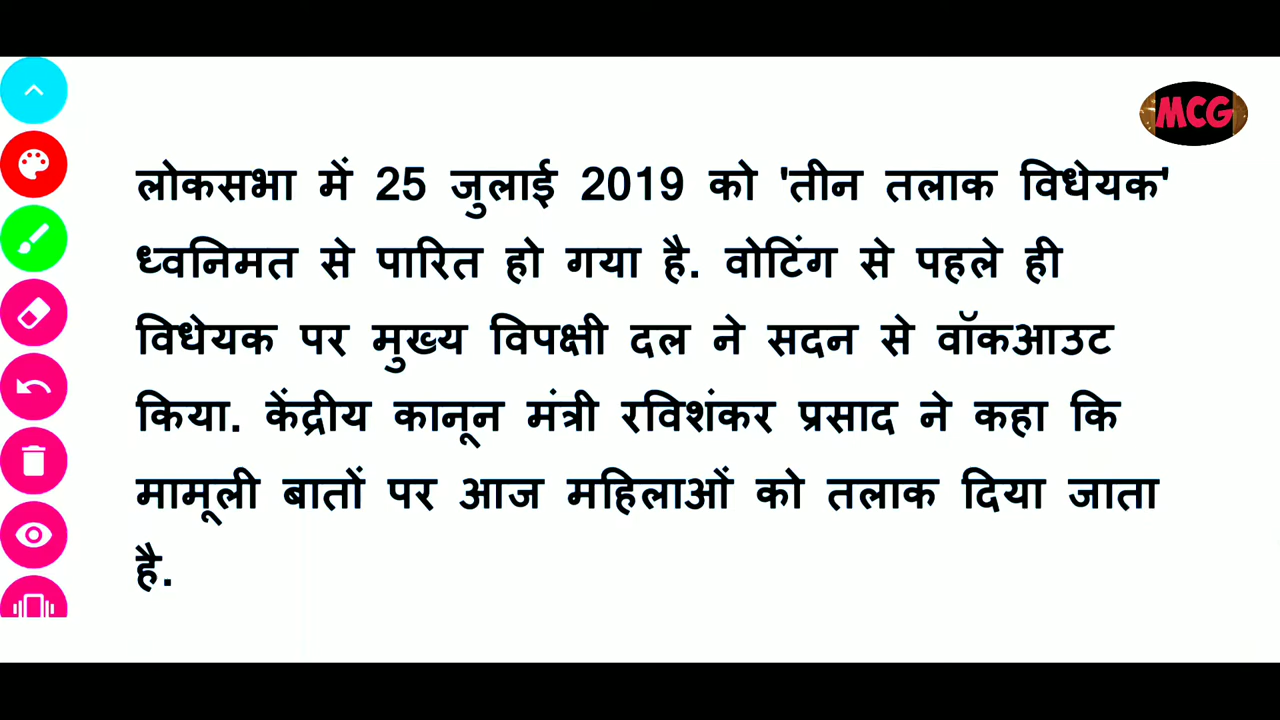 MCG
लोकसभा में 25 जुलाई 2019 को 'तीन तलाक विधेयक'
ध्वनिमत से पारित हो गया है. वोटिंग से पहले ही
विधेयक पर मुख्य विपक्षी दल ने सदन से वॉकआउट
किया. केंद्रीय कानून मंत्री रविशंकर प्रसाद ने कहा कि
मामूली बातों पर आज महिलाओं को तलाक दिया जाता
है.